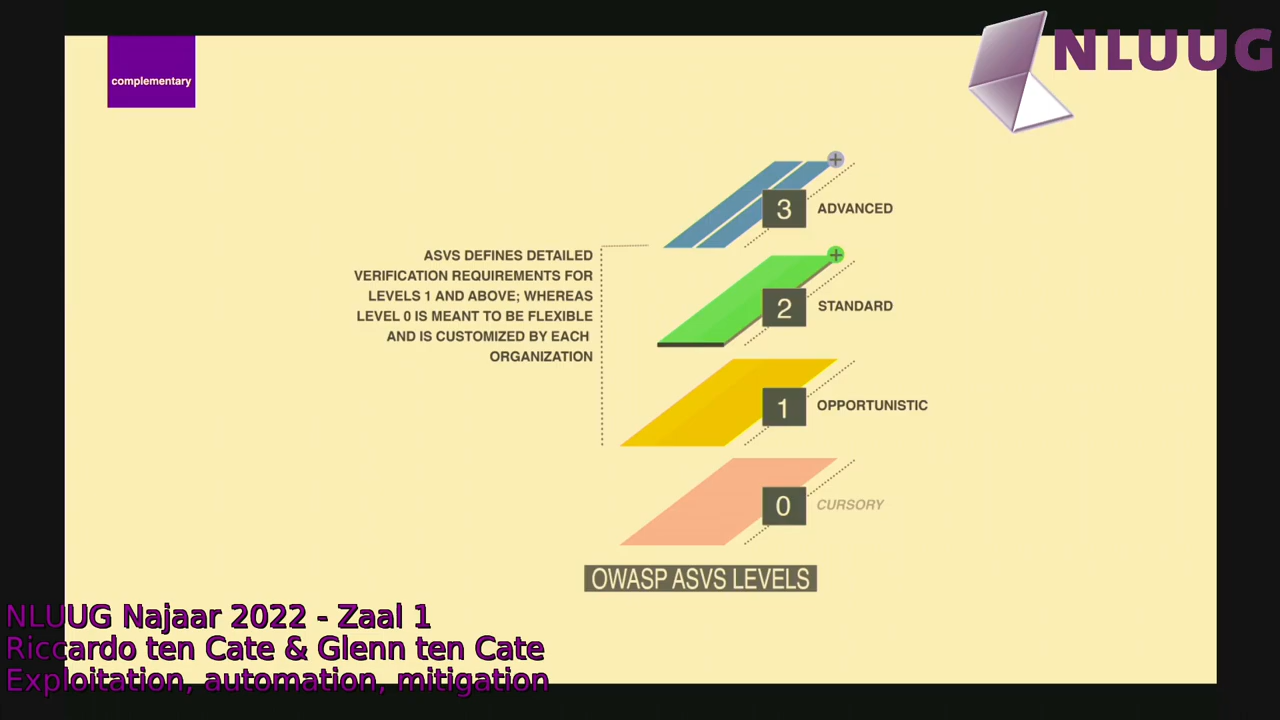 complementary
NLUUG
3 ADVANCED
ASVS DEFINES DETAILED
VERIFICATION REQUIREMENTS FOR
LEVELS 1 AND ABOVE; WHEREAS
LEVEL 0 IS MEANT TO BE FLEXIBLE
AND IS CUSTOMIZED BY EACH
ORGANIZATION
2 STANDARD
1 OPPORTUNISTIC
0 CURSORY
OWASP ASVS LEVELS
NLUUG Najaar 2022 - Zaal 1
Riccardo ten Cate & Glenn ten Cate
Exploitation, automation, mitigation